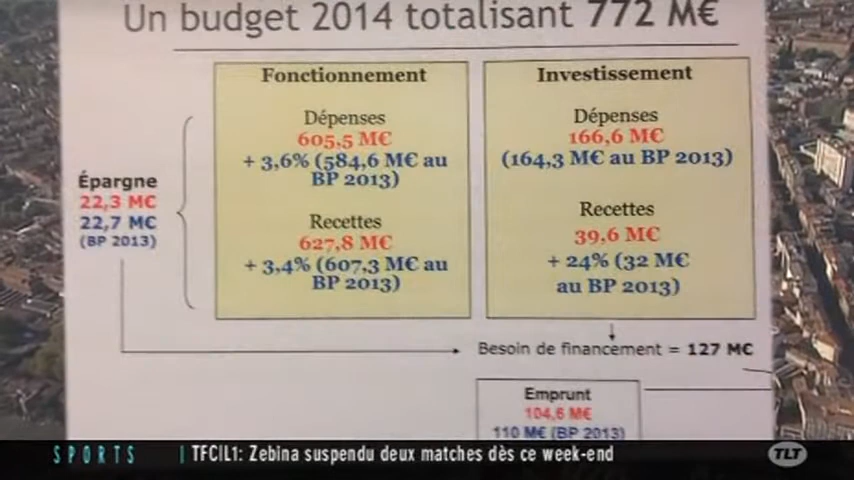 Un budget 2014 totalisant 772 M€
Fonctionnement
Dépenses
605,5 M€
+ 3,6% (584,6 M€ au
BP 2013)
Recettes
627,8 M€
+ 3,4% (607,3 M€ au
BP 2013)
Investissement
Dépenses
166,6 M€
(164,3 M€ au BP 2013)
Recettes
39,6 M€
+ 24% (32 M€
au BP 2013)
Épargne
22,3 M€
22,7 M€
(BP 2013)
Besoin de financement = 127 M€
Emprunt
104,6 M€
110 M€ (BP 2013)
SPORTS | TFC|L1: Zebina suspendu deux matches dès ce week-end
TLT